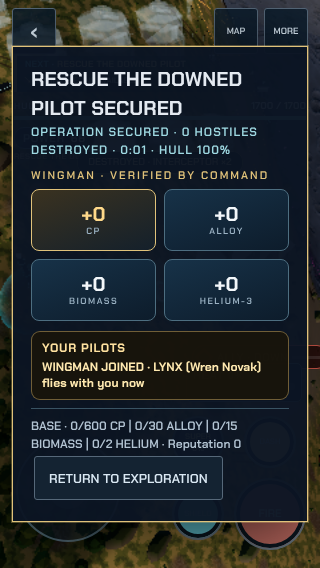 ‹
MAP
MORE
RESCUE THE DOWNED
PILOT SECURED
OPERATION SECURED · 0 HOSTILES
DESTROYED · 0:01 · HULL 100%
WINGMAN · VERIFIED BY COMMAND
+0
CP
+0
ALLOY
+0
BIOMASS
+0
HELIUM-3
YOUR PILOTS
WINGMAN JOINED · LYNX (Wren Novak)
flies with you now
BASE · 0/600 CP | 0/30 ALLOY | 0/15
BIOMASS | 0/2 HELIUM · Reputation 0
RETURN TO EXPLORATION